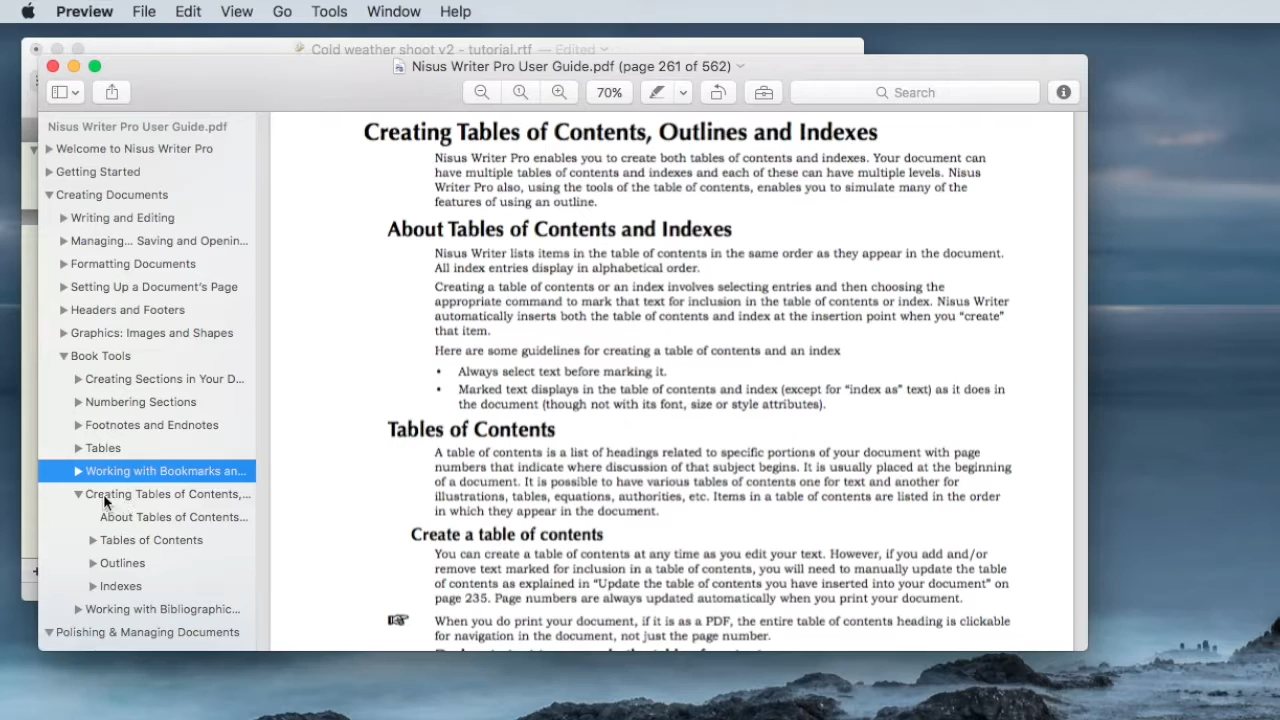 Preview File Edit View Go Tools Window Help
Cold weather shoot v2 - tutorial.rtf — Edited
Nisus Writer Pro User Guide.pdf (page 261 of 562)
70%
Search
Nisus Writer Pro User Guide.pdf
Welcome to Nisus Writer Pro
Getting Started
Creating Documents
Writing and Editing
Managing... Saving and Openin...
Formatting Documents
Setting Up a Document's Page
Headers and Footers
Graphics: Images and Shapes
Book Tools
Creating Sections in Your D...
Numbering Sections
Footnotes and Endnotes
Tables
Working with Bookmarks an...
Creating Tables of Contents,...
About Tables of Contents...
Tables of Contents
Outlines
Indexes
Working with Bibliographic...
Polishing & Managing Documents
Creating Tables of Contents, Outlines and Indexes
Nisus Writer Pro enables you to create both tables of contents and indexes. Your document can
have multiple tables of contents and indexes and each of these can have multiple levels. Nisus
Writer Pro also, using the tools of the table of contents, enables you to simulate many of the
features of using an outline.
About Tables of Contents and Indexes
Nisus Writer lists items in the table of contents in the same order as they appear in the document.
All index entries display in alphabetical order.
Creating a table of contents or an index involves selecting entries and then choosing the
appropriate command to mark that text for inclusion in the table of contents or index. Nisus Writer
automatically inserts both the table of contents and index at the insertion point when you “create”
that item.
Here are some guidelines for creating a table of contents and an index
• Always select text before marking it.
• Marked text displays in the table of contents and index (except for “index as” text) as it does in
the document (though not with its font, size or style attributes).
Tables of Contents
A table of contents is a list of headings related to specific portions of your document with page
numbers that indicate where discussion of that subject begins. It is usually placed at the beginning
of a document. It is possible to have various tables of contents one for text and another for
illustrations, tables, equations, authorities, etc. Items in a table of contents are listed in the order
in which they appear in the document.
Create a table of contents
You can create a table of contents at any time as you edit your text. However, if you add and/or
remove text marked for inclusion in a table of contents, you will need to manually update the table
of contents as explained in “Update the table of contents you have inserted into your document” on
page 235. Page numbers are always updated automatically when you print your document.
When you do print your document, if it is as a PDF, the entire table of contents heading is clickable
for navigation in the document, not just the page number.